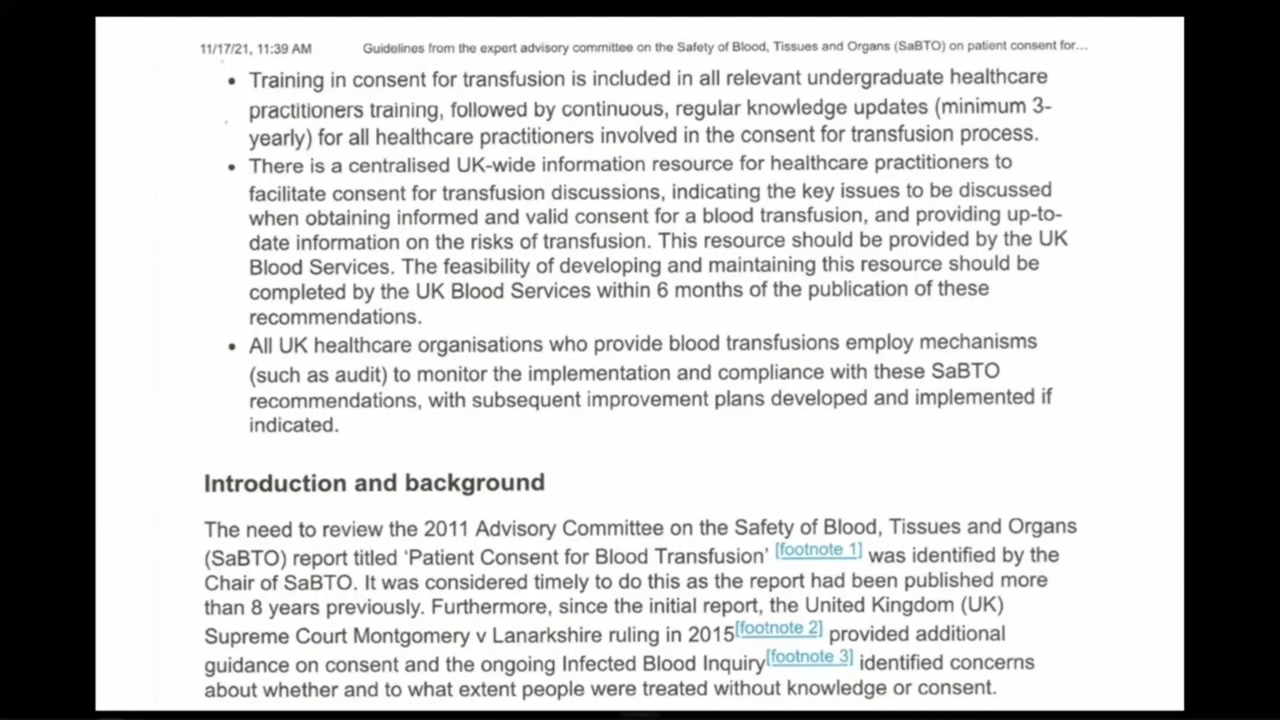 11/17/21, 11:39 AM Guidelines from the expert advisory committee on the Safety of Blood, Tissues and Organs (SaBTO) on patient consent for…
• Training in consent for transfusion is included in all relevant undergraduate healthcare
practitioners training, followed by continuous, regular knowledge updates (minimum 3-
yearly) for all healthcare practitioners involved in the consent for transfusion process.
• There is a centralised UK-wide information resource for healthcare practitioners to
facilitate consent for transfusion discussions, indicating the key issues to be discussed
when obtaining informed and valid consent for a blood transfusion, and providing up-to-
date information on the risks of transfusion. This resource should be provided by the UK
Blood Services. The feasibility of developing and maintaining this resource should be
completed by the UK Blood Services within 6 months of the publication of these
recommendations.
• All UK healthcare organisations who provide blood transfusions employ mechanisms
(such as audit) to monitor the implementation and compliance with these SaBTO
recommendations, with subsequent improvement plans developed and implemented if
indicated.
Introduction and background
The need to review the 2011 Advisory Committee on the Safety of Blood, Tissues and Organs
(SaBTO) report titled ‘Patient Consent for Blood Transfusion’ [footnote 1] was identified by the
Chair of SaBTO. It was considered timely to do this as the report had been published more
than 8 years previously. Furthermore, since the initial report, the United Kingdom (UK)
Supreme Court Montgomery v Lanarkshire ruling in 2015[footnote 2] provided additional
guidance on consent and the ongoing Infected Blood Inquiry[footnote 3] identified concerns
about whether and to what extent people were treated without knowledge or consent.